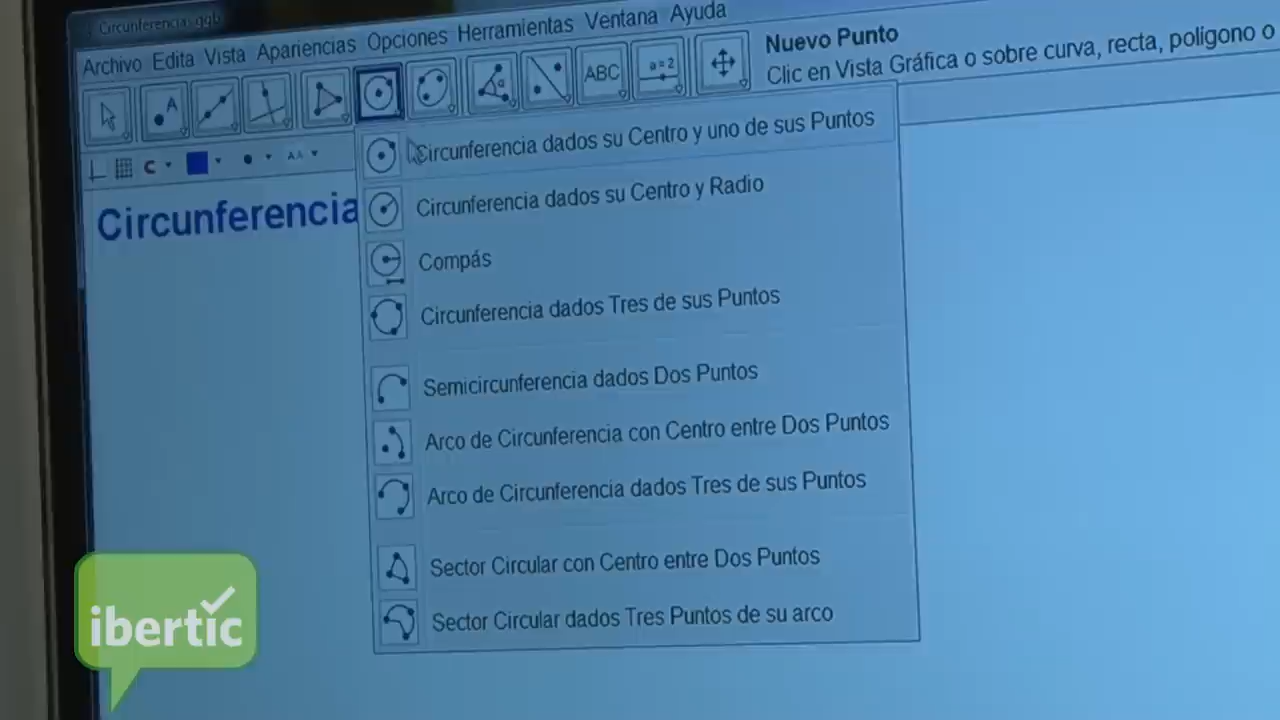 Circunferencias.ggb
Archivo Edita Vista Apariencias Opciones Herramientas Ventana Ayuda
A
α
ABC
a=2
Nuevo Punto
Clic en Vista Gráfica o sobre curva, recta, poligono o
AA
Circunferencia
Circunferencia dados su Centro y uno de sus Puntos
Circunferencia dados su Centro y Radio
Compás
Circunferencia dados Tres de sus Puntos
Semicircunferencia dados Dos Puntos
Arco de Circunferencia con Centro entre Dos Puntos
Arco de Circunferencia dados Tres de sus Puntos
Sector Circular con Centro entre Dos Puntos
Sector Circular dados Tres Puntos de su arco
ibertic